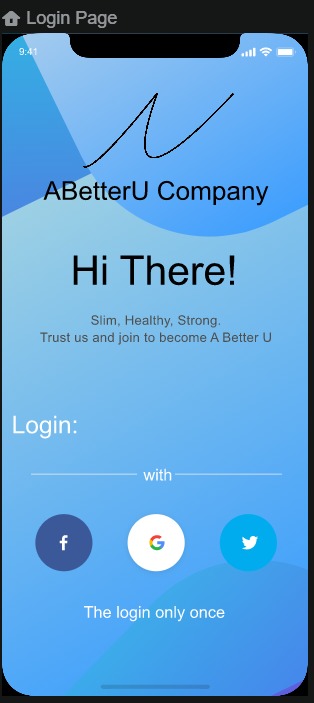 Login Page
9:41
ABetterU Company
Hi There!
Slim, Healthy, Strong.
Trust us and join to become A Better U
Login:
with
The login only once